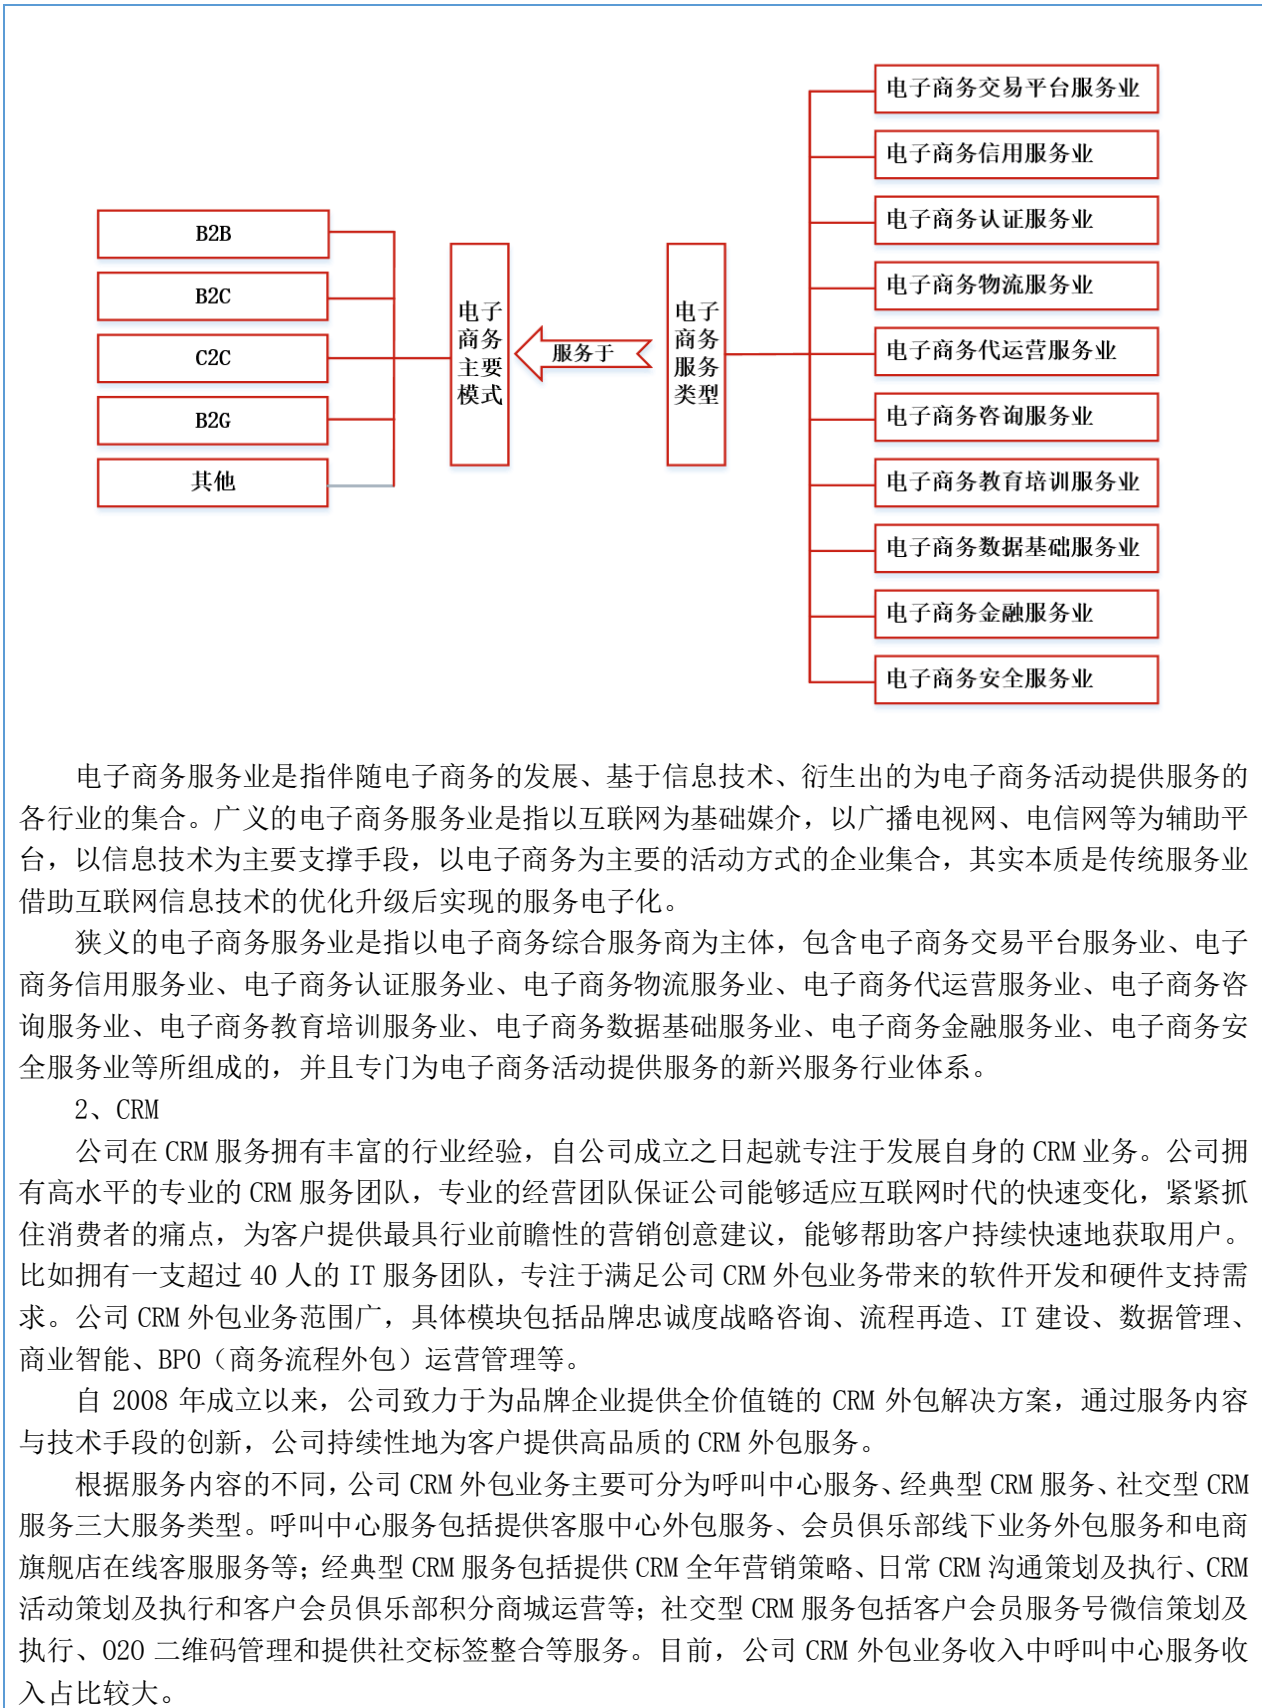 B2B
B2C
C2C
B2G
其他
电子
商务
主要
模式
服务于
电子
商务
服务
类型
电子商务交易平台服务业
电子商务信用服务业
电子商务认证服务业
电子商务物流服务业
电子商务代运营服务业
电子商务咨询服务业
电子商务教育培训服务业
电子商务数据基础服务业
电子商务金融服务业
电子商务安全服务业
电子商务服务业是指伴随电子商务的发展、基于信息技术、衍生出的为电子商务活动提供服务的
各行业的集合。广义的电子商务服务业是指以互联网为基础媒介，以广播电视网、电信网等为辅助平
台，以信息技术为主要支撑手段，以电子商务为主要的活动方式的企业集合，其实本质是传统服务业
借助互联网信息技术的优化升级后实现的服务电子化。
狭义的电子商务服务业是指以电子商务综合服务商为主体，包含电子商务交易平台服务业、电子
商务信用服务业、电子商务认证服务业、电子商务物流服务业、电子商务代运营服务业、电子商务咨
询服务业、电子商务教育培训服务业、电子商务数据基础服务业、电子商务金融服务业、电子商务安
全服务业等所组成的，并且专门为电子商务活动提供服务的新兴服务行业体系。
2、CRM
公司在 CRM 服务拥有丰富的行业经验，自公司成立之日起就专注于发展自身的 CRM 业务。公司拥
有高水平的专业的 CRM 服务团队，专业的经营团队保证公司能够适应互联网时代的快速变化，紧紧抓
住消费者的痛点，为客户提供最具行业前瞻性的营销创意建议，能够帮助客户持续快速地获取用户。
比如拥有一支超过 40 人的 IT 服务团队，专注于满足公司 CRM 外包业务带来的软件开发和硬件支持需
求。公司 CRM 外包业务范围广，具体模块包括品牌忠诚度战略咨询、流程再造、IT 建设、数据管理、
商业智能、BPO（商务流程外包）运营管理等。
自 2008 年成立以来，公司致力于为品牌企业提供全价值链的 CRM 外包解决方案，通过服务内容
与技术手段的创新，公司持续性地为客户提供高品质的 CRM 外包服务。
根据服务内容的不同，公司 CRM 外包业务主要可分为呼叫中心服务、经典型 CRM 服务、社交型 CRM
服务三大服务类型。呼叫中心服务包括提供客服中心外包服务、会员俱乐部线下业务外包服务和电商
旗舰店在线客服服务等；经典型 CRM 服务包括提供 CRM 全年营销策略、日常 CRM 沟通策划及执行、CRM
活动策划及执行和客户会员俱乐部积分商城运营等；社交型 CRM 服务包括客户会员服务号微信策划及
执行、O2O 二维码管理和提供社交标签整合等服务。目前，公司 CRM 外包业务收入中呼叫中心服务收
入占比较大。